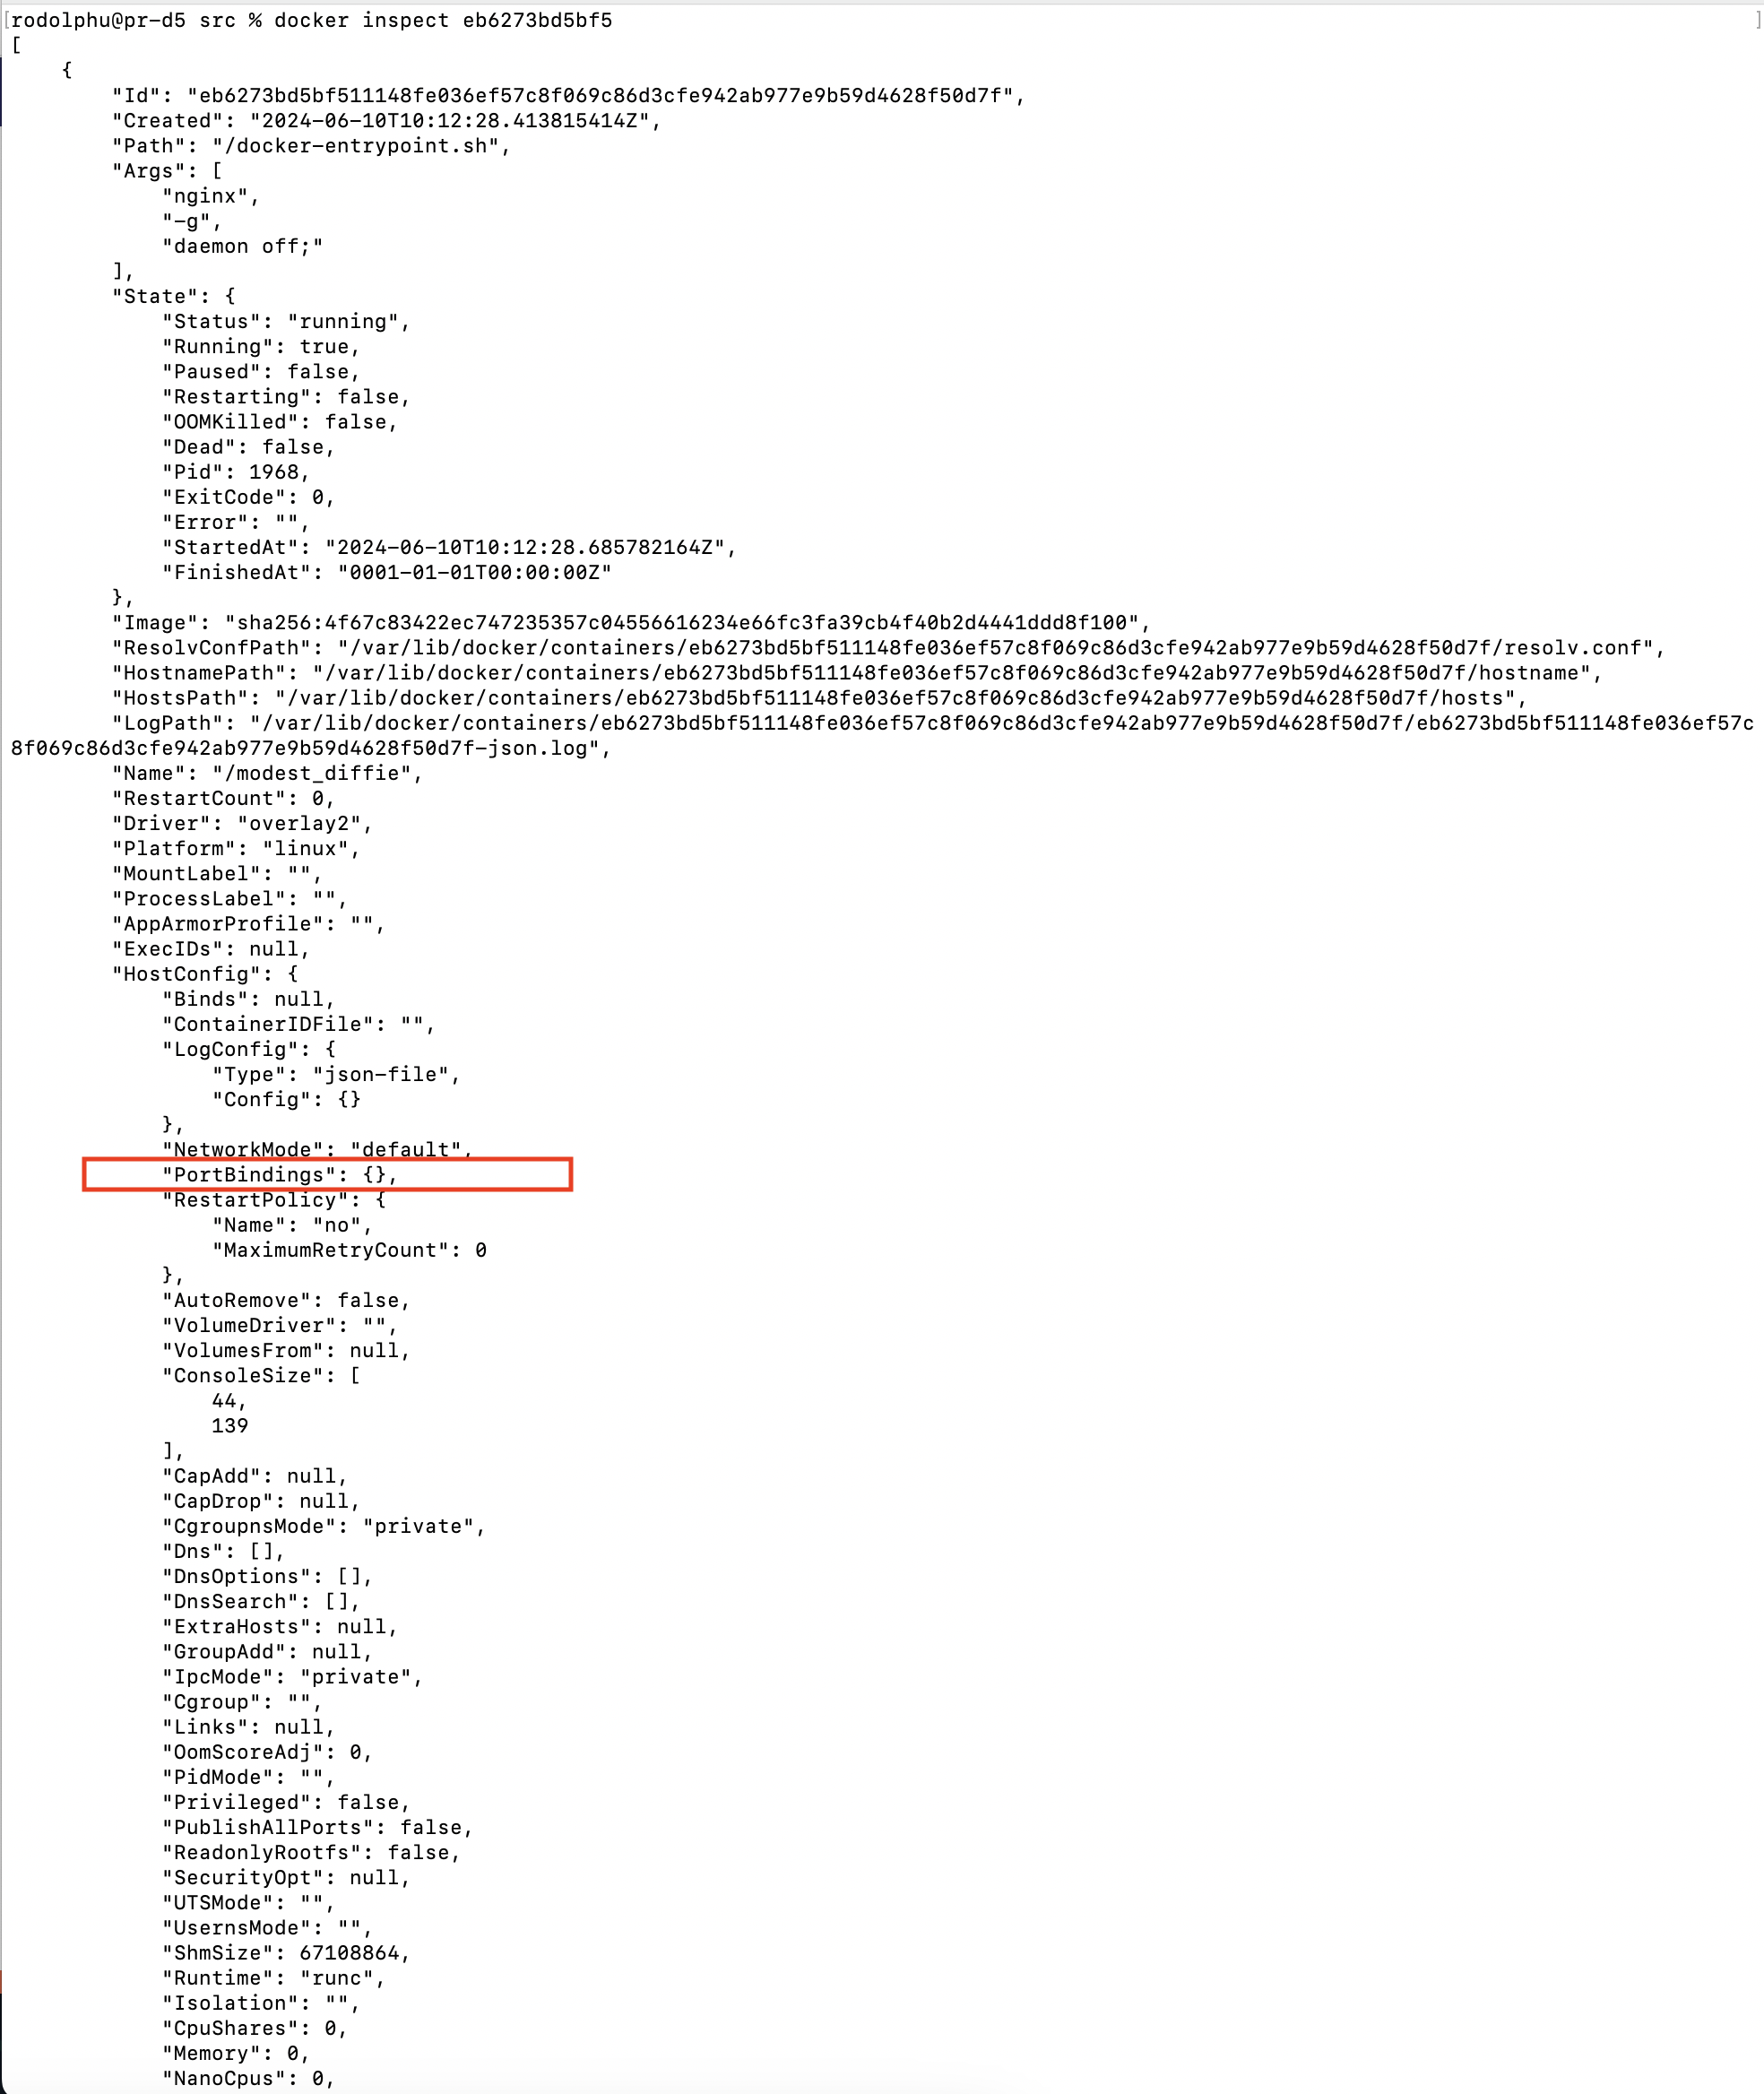 [rodolphu@pr-d5 src % docker inspect eb6273bd5bf5 ]
[
    {
        "Id": "eb6273bd5bf511148fe036ef57c8f069c86d3cfe942ab977e9b59d4628f50d7f",
        "Created": "2024-06-10T10:12:28.413815414Z",
        "Path": "/docker-entrypoint.sh",
        "Args": [
            "nginx",
            "-g",
            "daemon off;"
        ],
        "State": {
            "Status": "running",
            "Running": true,
            "Paused": false,
            "Restarting": false,
            "OOMKilled": false,
            "Dead": false,
            "Pid": 1968,
            "ExitCode": 0,
            "Error": "",
            "StartedAt": "2024-06-10T10:12:28.685782164Z",
            "FinishedAt": "0001-01-01T00:00:00Z"
        },
        "Image": "sha256:4f67c83422ec747235357c04556616234e66fc3fa39cb4f40b2d4441ddd8f100",
        "ResolvConfPath": "/var/lib/docker/containers/eb6273bd5bf511148fe036ef57c8f069c86d3cfe942ab977e9b59d4628f50d7f/resolv.conf",
        "HostnamePath": "/var/lib/docker/containers/eb6273bd5bf511148fe036ef57c8f069c86d3cfe942ab977e9b59d4628f50d7f/hostname",
        "HostsPath": "/var/lib/docker/containers/eb6273bd5bf511148fe036ef57c8f069c86d3cfe942ab977e9b59d4628f50d7f/hosts",
        "LogPath": "/var/lib/docker/containers/eb6273bd5bf511148fe036ef57c8f069c86d3cfe942ab977e9b59d4628f50d7f/eb6273bd5bf511148fe036ef57c
8f069c86d3cfe942ab977e9b59d4628f50d7f-json.log",
        "Name": "/modest_diffie",
        "RestartCount": 0,
        "Driver": "overlay2",
        "Platform": "linux",
        "MountLabel": "",
        "ProcessLabel": "",
        "AppArmorProfile": "",
        "ExecIDs": null,
        "HostConfig": {
            "Binds": null,
            "ContainerIDFile": "",
            "LogConfig": {
                "Type": "json-file",
                "Config": {}
            },
            "NetworkMode": "default",
            "PortBindings": {},
            "RestartPolicy": {
                "Name": "no",
                "MaximumRetryCount": 0
            },
            "AutoRemove": false,
            "VolumeDriver": "",
            "VolumesFrom": null,
            "ConsoleSize": [
                44,
                139
            ],
            "CapAdd": null,
            "CapDrop": null,
            "CgroupnsMode": "private",
            "Dns": [],
            "DnsOptions": [],
            "DnsSearch": [],
            "ExtraHosts": null,
            "GroupAdd": null,
            "IpcMode": "private",
            "Cgroup": "",
            "Links": null,
            "OomScoreAdj": 0,
            "PidMode": "",
            "Privileged": false,
            "PublishAllPorts": false,
            "ReadonlyRootfs": false,
            "SecurityOpt": null,
            "UTSMode": "",
            "UsernsMode": "",
            "ShmSize": 67108864,
            "Runtime": "runc",
            "Isolation": "",
            "CpuShares": 0,
            "Memory": 0,
            "NanoCpus": 0,